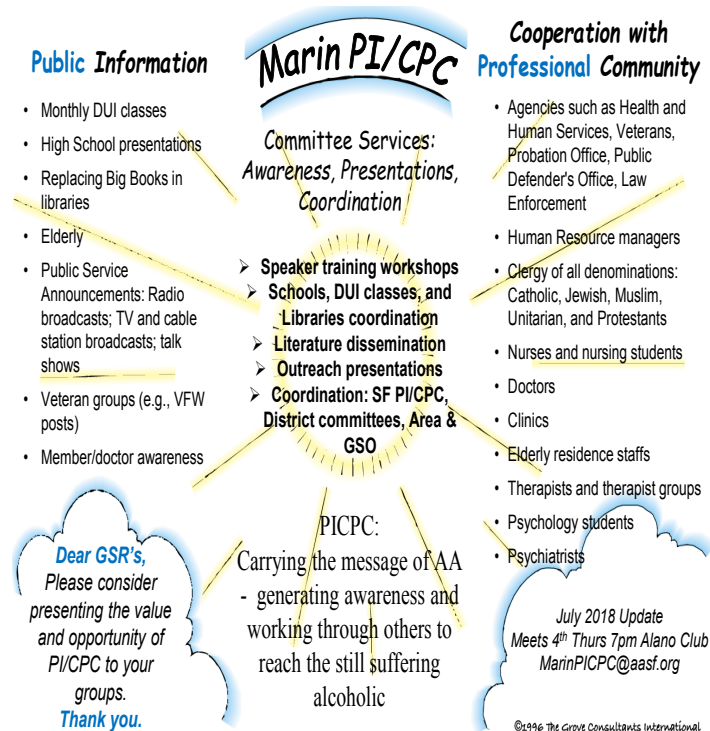 Public Information
• Monthly DUI classes
• High School presentations
• Replacing Big Books in
libraries
• Elderly
• Public Service
Announcements: Radio
broadcasts; TV and cable
station broadcasts; talk
shows
• Veteran groups (e.g., VFW
posts)
• Member/doctor awareness
Dear GSR's,
Please consider
presenting the value
and opportunity of
PI/CPC to your
groups.
Thank you.
Marin PI/CPC
Committee Services:
Awareness, Presentations,
Coordination
➢ Speaker training workshops
➢ Schools, DUI classes, and
Libraries coordination
➢ Literature dissemination
➢ Outreach presentations
➢ Coordination: SF PI/CPC,
District committees, Area &
GSO
PICPC:
Carrying the message of AA
- generating awareness and
working through others to
reach the still suffering
alcoholic
Cooperation with
Professional Community
• Agencies such as Health and
Human Services, Veterans,
Probation Office, Public
Defender's Office, Law
Enforcement
• Human Resource managers
• Clergy of all denominations:
Catholic, Jewish, Muslim,
Unitarian, and Protestants
• Nurses and nursing students
• Doctors
• Clinics
• Elderly residence staffs
• Therapists and therapist groups
• Psychology students
• Psychiatrists
July 2018 Update
Meets 4th Thurs 7pm Alano Club
MarinPICPC@aasf.org
©1996 The Grove Consultants International